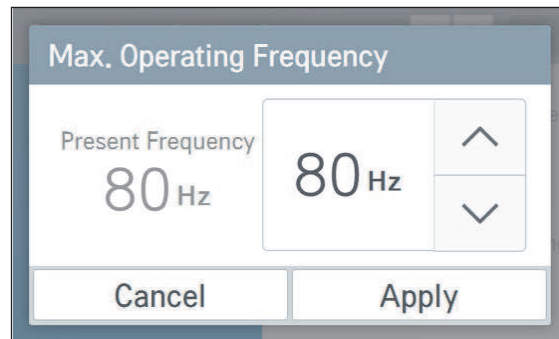 Max. Operating Frequency
Present Frequency
80 Hz
80 Hz
Cancel
Apply